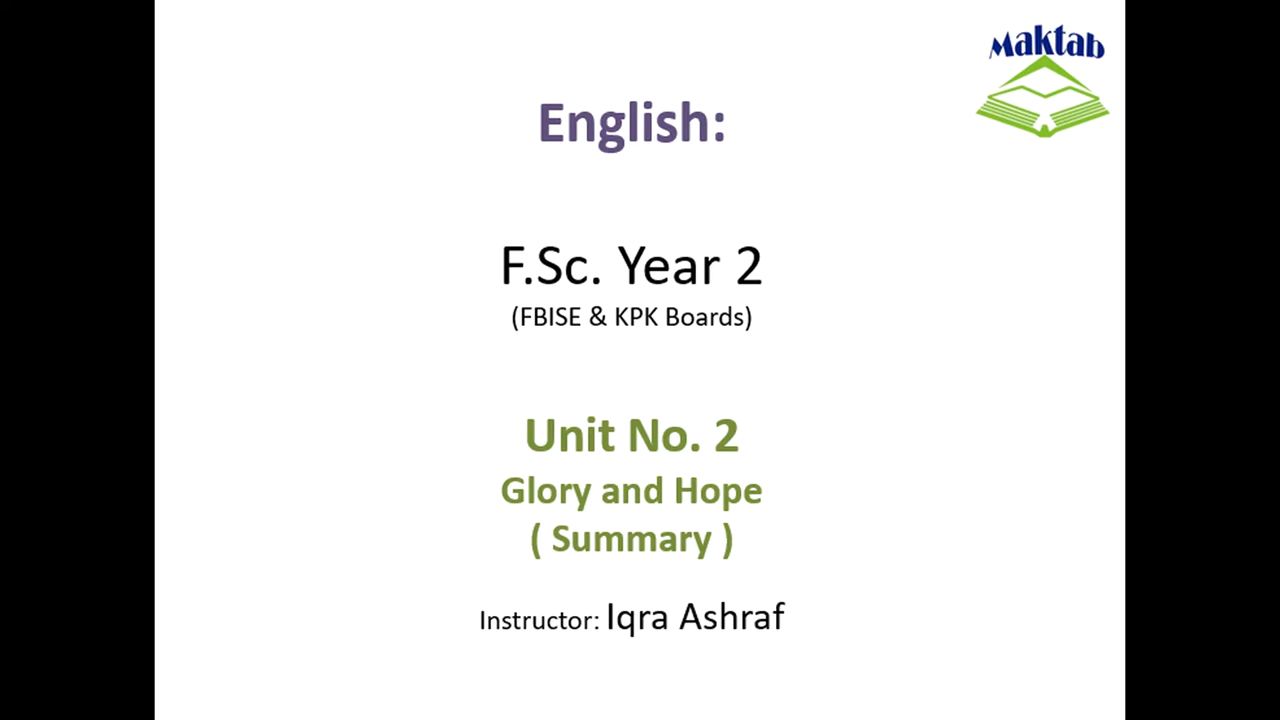 Maktab
English:
F.Sc. Year 2
(FBISE & KPK Boards)
Unit No. 2
Glory and Hope
( Summary )
Instructor: Iqra Ashraf